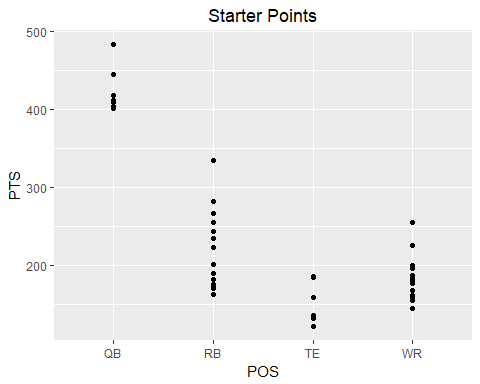 Starter Points
500
400
300
200
PTS
QB RB TE WR
POS